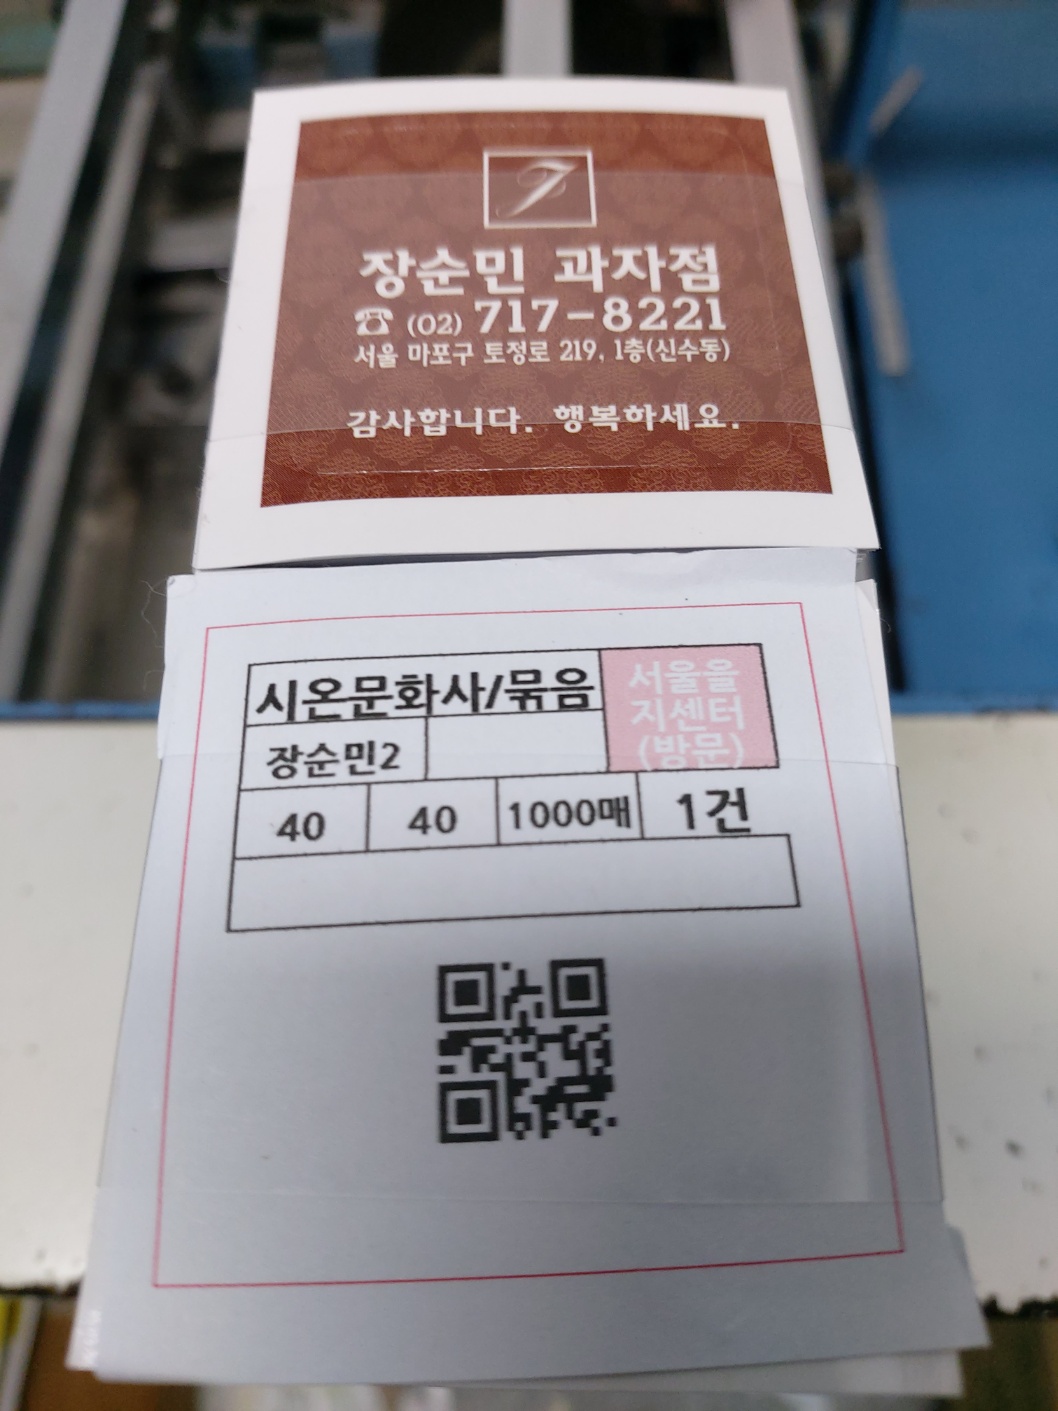 장순민 과자점
☎ (02) 717-8221
서울 마포구 토정로 219, 1층(신수동)
감사합니다. 행복하세요.
시온문화사/묶음
서울을
지센터
(방문)
장순민2
40 40 1000매 1건